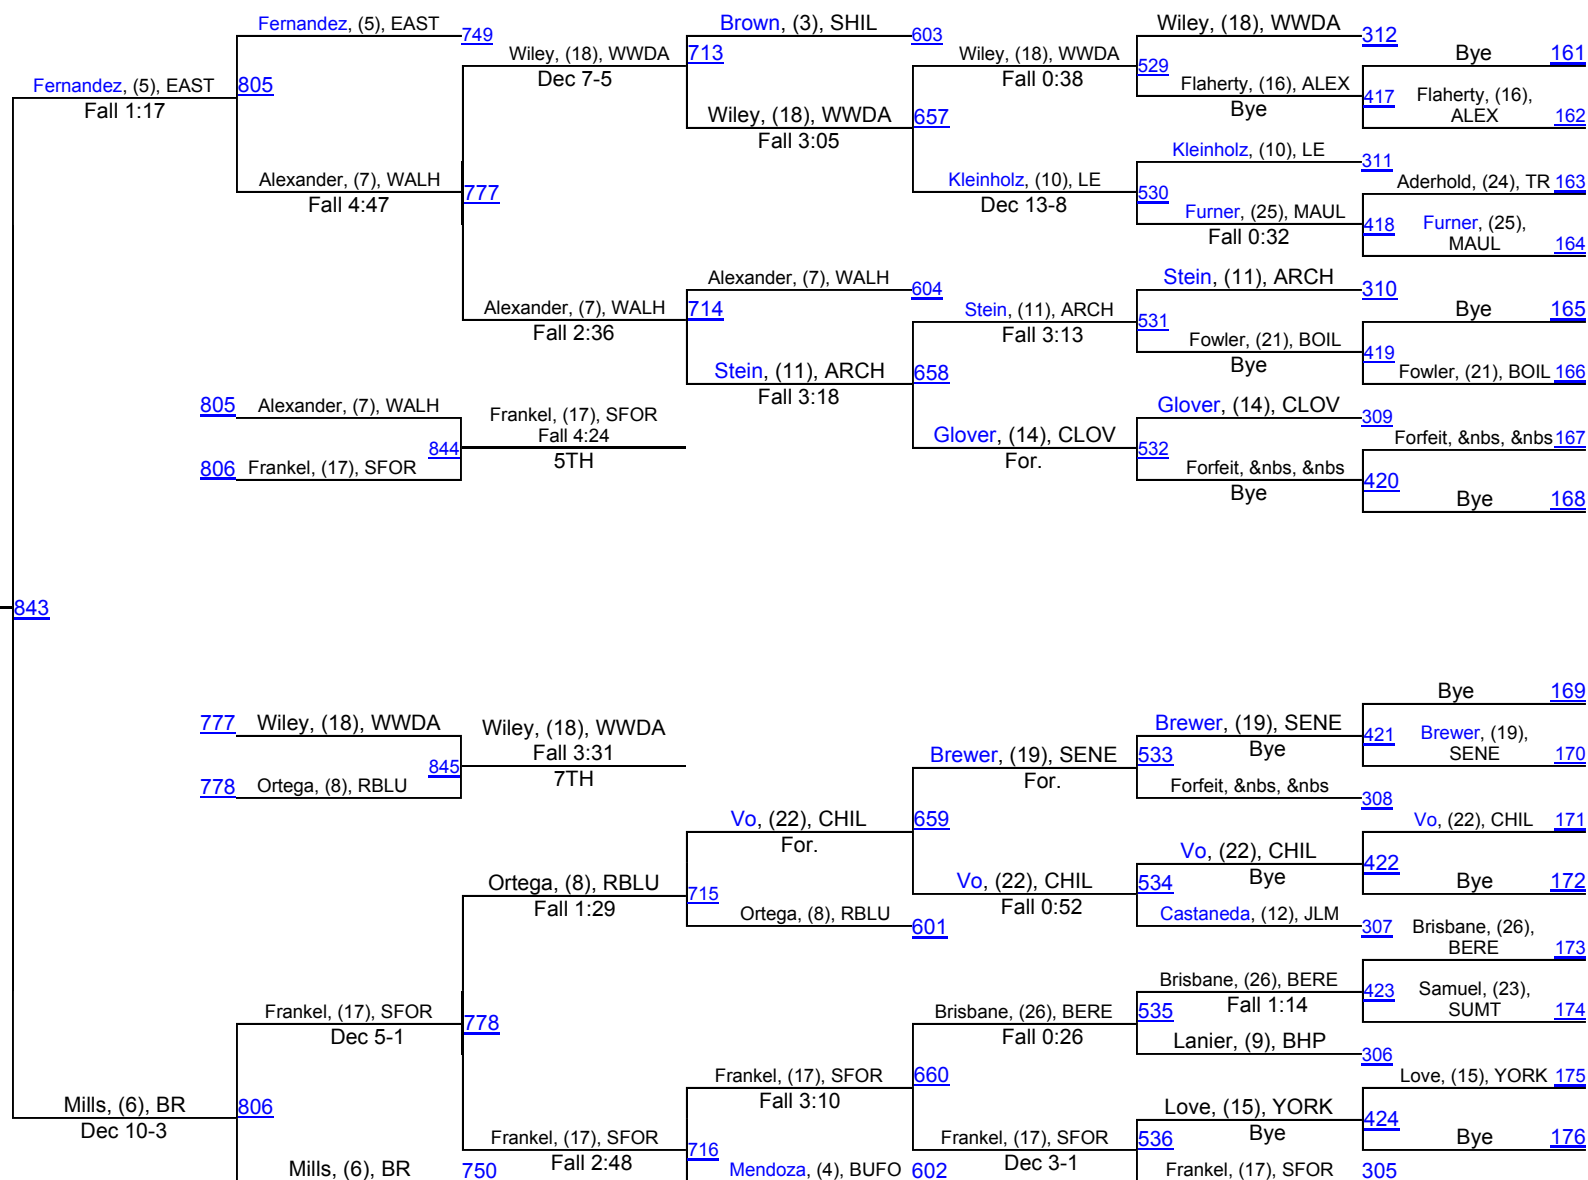 Fernandez, (5), EAST
749
Fernandez, (5), EAST
Fall 1:17
805
Alexander, (7), WALH
Fall 4:47
777
Wiley, (18), WWDA
Dec 7-5
713
Brown, (3), SHIL
603
Wiley, (18), WWDA
Fall 3:05
657
Wiley, (18), WWDA
Fall 0:38
529
Wiley, (18), WWDA
312
Flaherty, (16), ALEX
Bye
417
Bye
161
Flaherty, (16),
ALEX
162
Kleinholz, (10), LE
Dec 13-8
530
Kleinholz, (10), LE
311
Furner, (25), MAUL
Fall 0:32
418
Aderhold, (24), TR
163
Furner, (25),
MAUL
164
Alexander, (7), WALH
Fall 2:36
714
Alexander, (7), WALH
604
Stein, (11), ARCH
Fall 3:18
658
Stein, (11), ARCH
Fall 3:13
531
Stein, (11), ARCH
310
Fowler, (21), BOIL
Bye
419
Bye
165
Fowler, (21), BOIL
166
Glover, (14), CLOV
For.
532
Glover, (14), CLOV
309
Forfeit, &nbs, &nbs
Bye
420
Forfeit, &nbs, &nbs
167
Bye
168
805
Alexander, (7), WALH
806
Frankel, (17), SFOR
844
Frankel, (17), SFOR
Fall 4:24
5TH
843
777
Wiley, (18), WWDA
778
Ortega, (8), RBLU
845
Wiley, (18), WWDA
Fall 3:31
7TH
Bye
169
Brewer, (19),
SENE
170
421
Brewer, (19), SENE
Bye
Forfeit, &nbs, &nbs
308
533
Brewer, (19), SENE
For.
659
Vo, (22), CHIL
For.
Vo, (22), CHIL
171
Bye
172
422
Vo, (22), CHIL
Bye
Castaneda, (12), JLM
307
534
Vo, (22), CHIL
Fall 0:52
715
Ortega, (8), RBLU
601
Ortega, (8), RBLU
Fall 1:29
Brisbane, (26),
BERE
173
Samuel, (23),
SUMT
174
423
Brisbane, (26), BERE
Fall 1:14
Lanier, (9), BHP
306
535
Brisbane, (26), BERE
Fall 0:26
660
Frankel, (17), SFOR
Fall 3:10
Love, (15), YORK
175
Bye
176
424
Love, (15), YORK
Bye
Frankel, (17), SFOR
305
536
Frankel, (17), SFOR
Dec 3-1
716
Mendoza, (4), BUFO
602
Frankel, (17), SFOR
Fall 2:48
778
Frankel, (17), SFOR
Dec 5-1
806
Mills, (6), BR
750
Mills, (6), BR
Dec 10-3